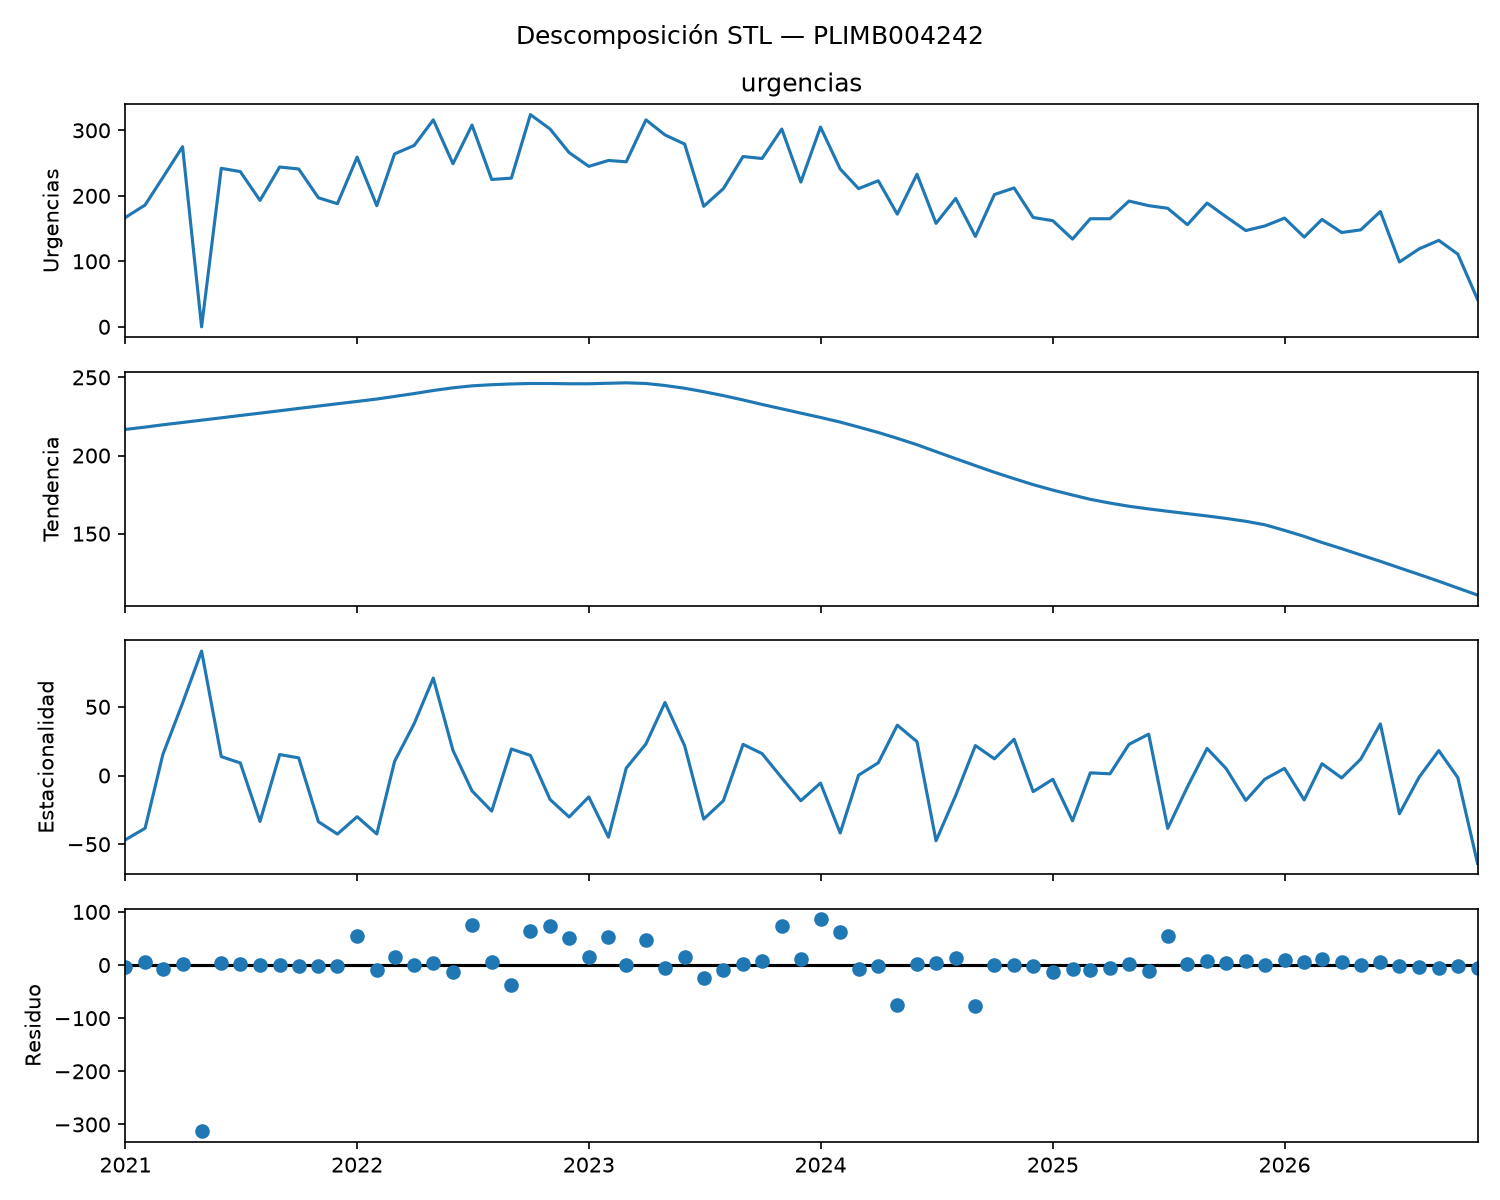 Descomposición STL — PLIMB004242
urgencias
Urgencias
300
200
100
0
Tendencia
250
200
150
Estacionalidad
50
0
−50
Residuo
100
0
−100
−200
−300
2021 2022 2023 2024 2025 2026